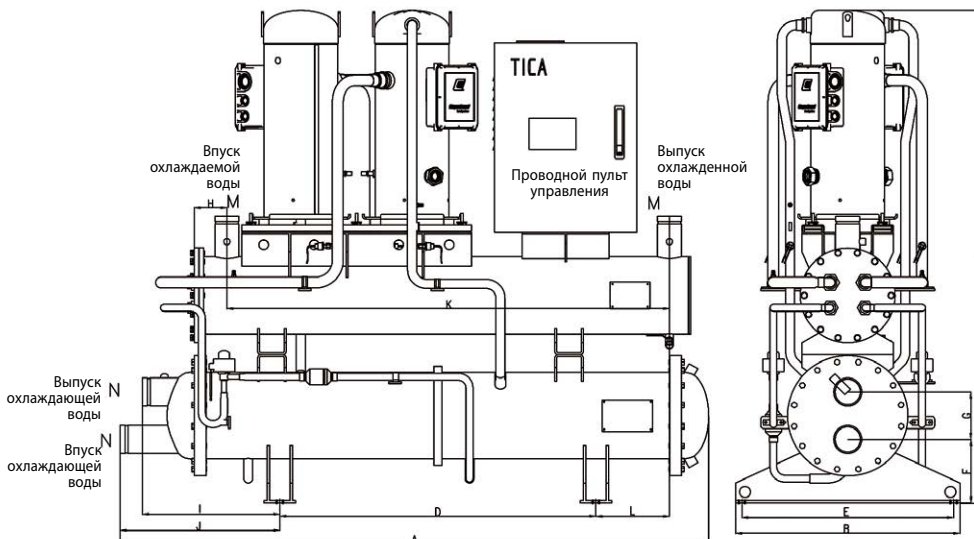 TICA
Впуск
охлаждаемой
воды
Проводной пульт
управления
Выпуск
охлажденной
воды
H
M
M
K
Выпуск
охлаждающей
воды
N
N
Впуск
охлаждающей
воды
I
D
L
J
A
G
F
E
B